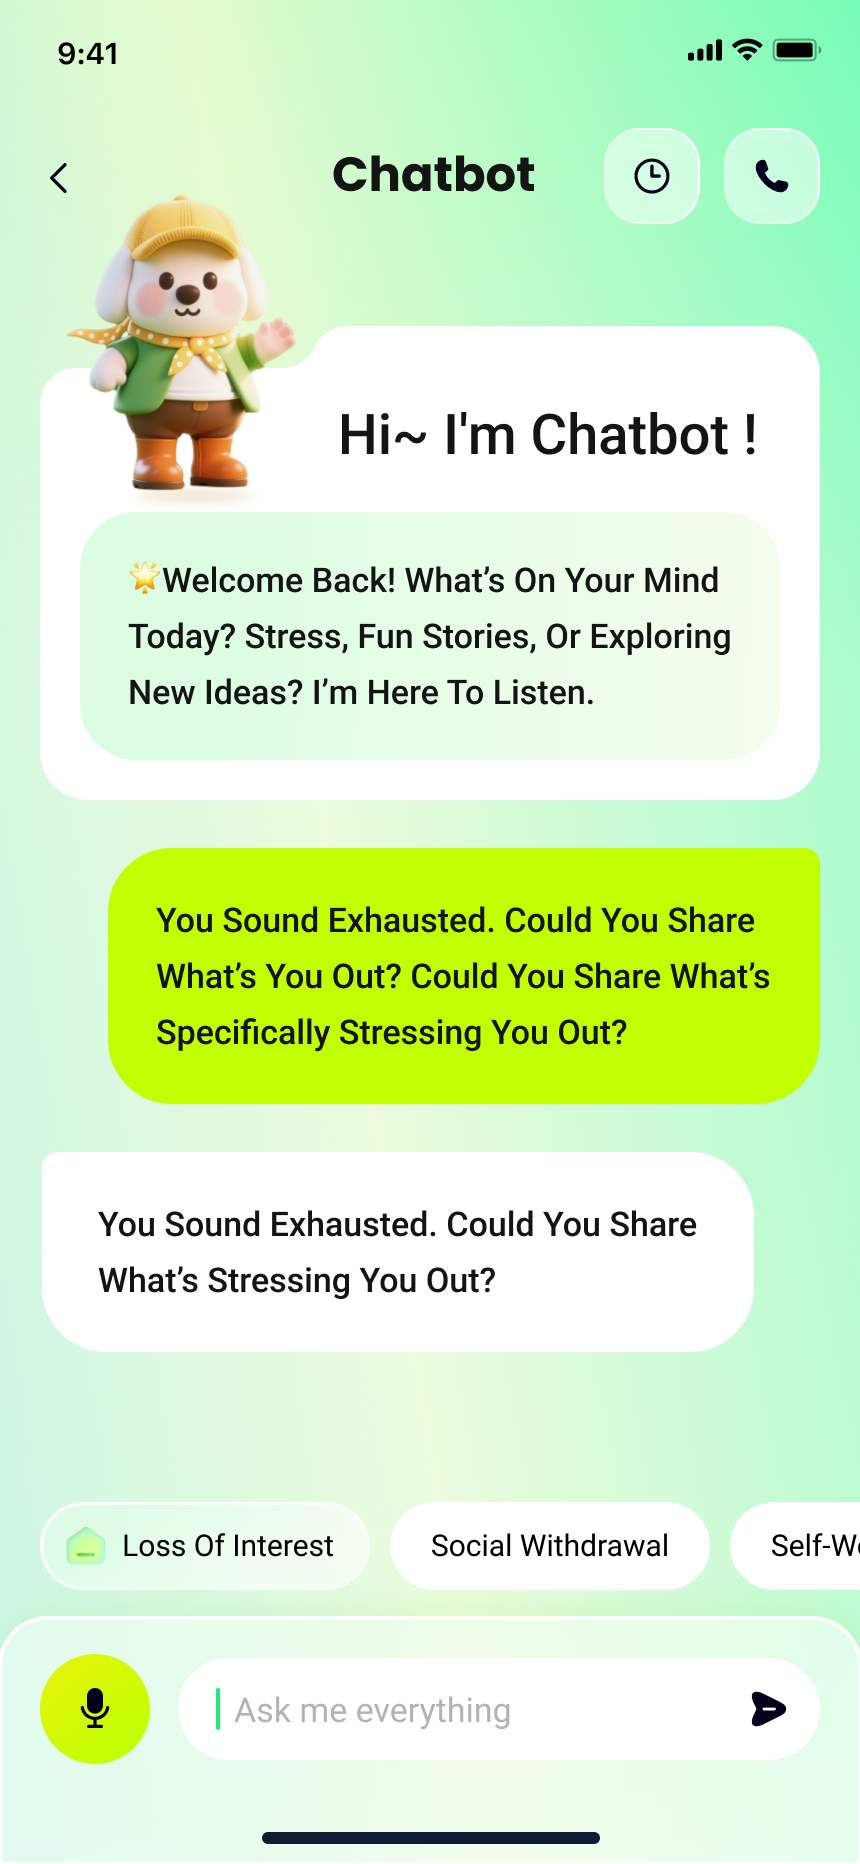 9:41
Chatbot
Hi~ I'm Chatbot !
🌟Welcome Back! What’s On Your Mind
Today? Stress, Fun Stories, Or Exploring
New Ideas? I’m Here To Listen.
You Sound Exhausted. Could You Share
What’s You Out? Could You Share What’s
Specifically Stressing You Out?
You Sound Exhausted. Could You Share
What’s Stressing You Out?
Loss Of Interest
Social Withdrawal
Ask me everything